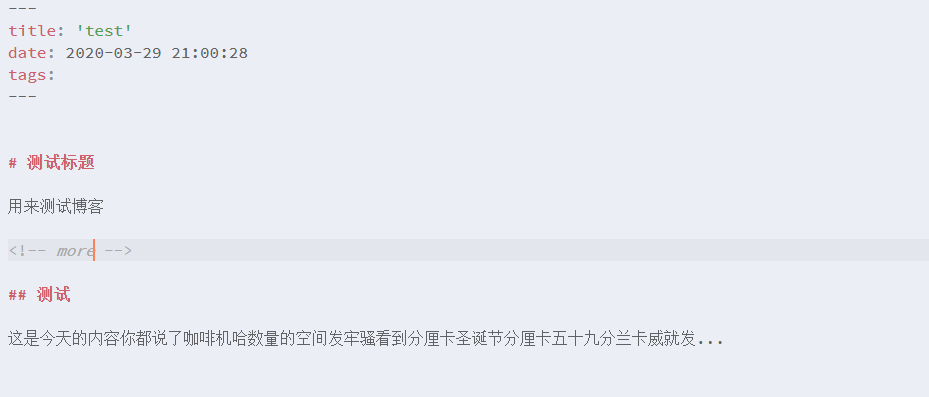 ---
title: 'test'
date: 2020-03-29 21:00:28
tags:
---
# 测试标题
用来测试博客
<!-- more -->
## 测试
这是今天的内容你都说了咖啡机哈数量的空间发牢骚看到分厘卡圣诞节分厘卡五十九分兰卡威就发...